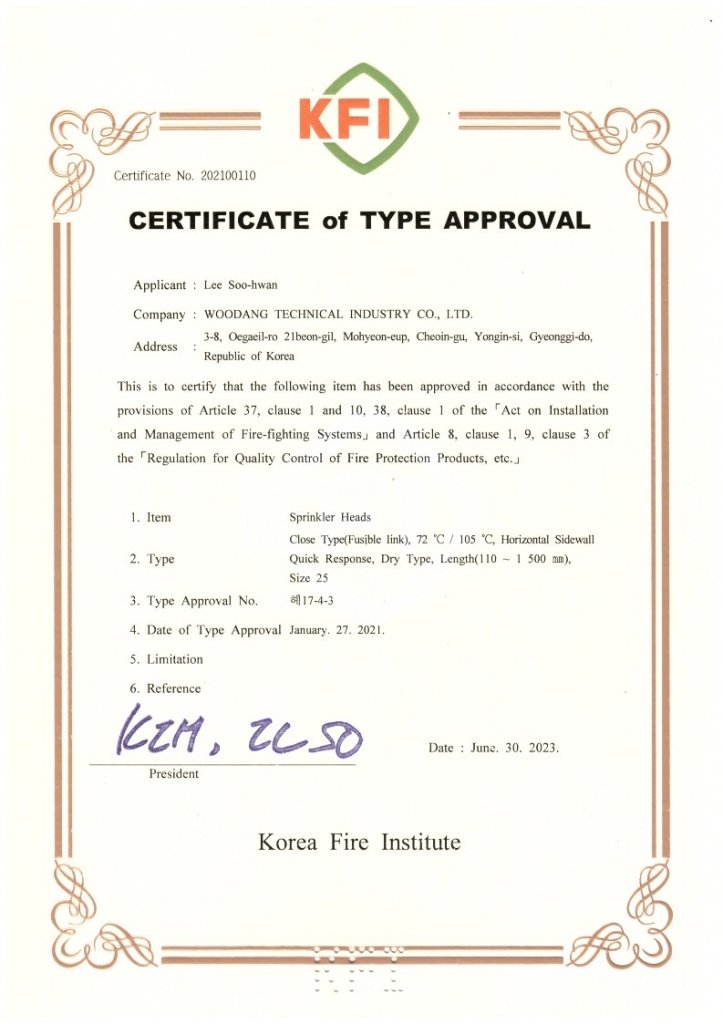 KFI
Certificate No. 202100110
CERTIFICATE of TYPE APPROVAL
Applicant : Lee Soo-hwan
Company : WOODANG TECHNICAL INDUSTRY CO., LTD.
Address : 3-8, Oegaeil-ro 21beon-gil, Mohyeon-eup, Cheoin-gu, Yongin-si, Gyeonggi-do,
Republic of Korea
This is to certify that the following item has been approved in accordance with the
provisions of Article 37, clause 1 and 10, 38, clause 1 of the「Act on Installation
and Management of Fire-fighting Systems」and Article 8, clause 1, 9, clause 3 of
the「Regulation for Quality Control of Fire Protection Products, etc.」
1. Item Sprinkler Heads
2. Type Close Type(Fusible link), 72 ℃ / 105 ℃, Horizontal Sidewall
Quick Response, Dry Type, Length(110 ~ 1 500 ㎜),
Size 25
3. Type Approval No. 헤17-4-3
4. Date of Type Approval January. 27. 2021.
5. Limitation
6. Reference
Date : June. 30. 2023.
President
Korea Fire Institute
KFI